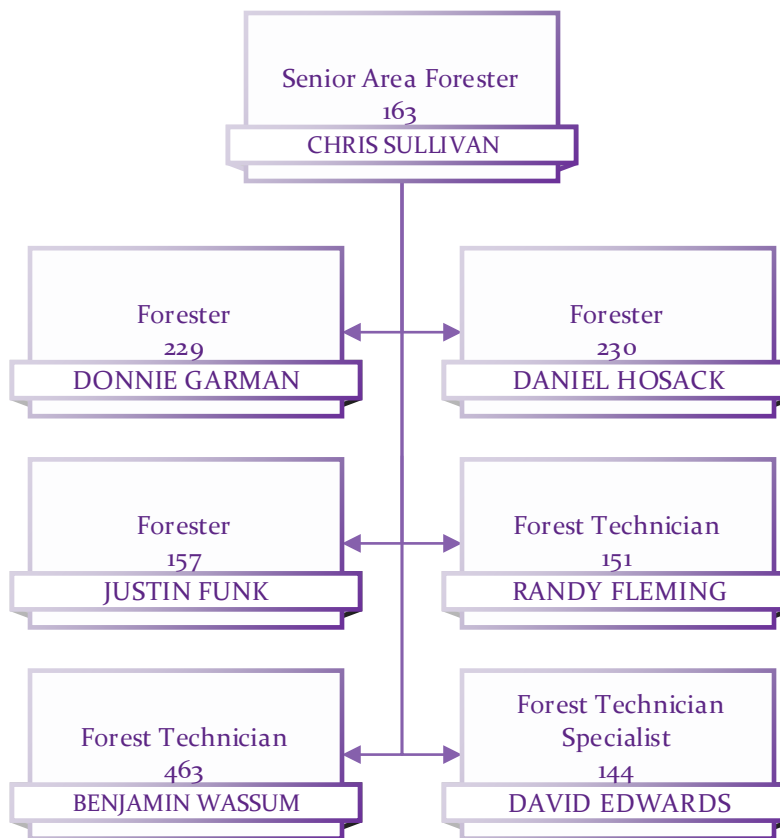 Senior Area Forester
163
CHRIS SULLIVAN
Forester
229
DONNIE GARMAN
Forester
230
DANIEL HOSACK
Forester
157
JUSTIN FUNK
Forest Technician
151
RANDY FLEMING
Forest Technician
463
BENJAMIN WASSUM
Forest Technician
Specialist
144
DAVID EDWARDS